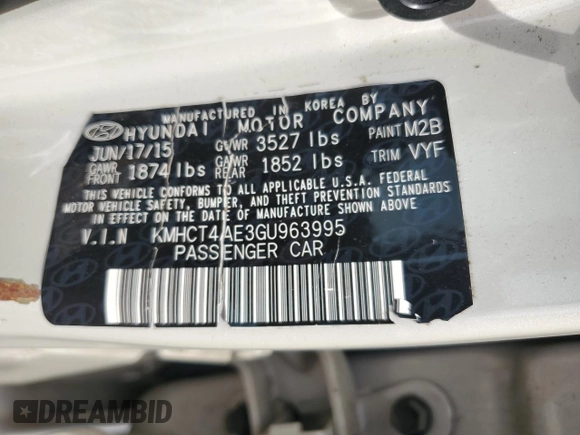 MANUFACTURED IN KOREA BY
HYUNDAI MOTOR COMPANY
JUN/17/15 GVWR 3527 lbs PAINT M2B
GAWR FRONT 1874 lbs GAWR REAR 1852 lbs TRIM VYF
THIS VEHICLE CONFORMS TO ALL APPLICABLE U.S.A. FEDERAL
MOTOR VEHICLE SAFETY, BUMPER, AND THEFT PREVENTION STANDARDS
IN EFFECT ON THE DATE OF MANUFACTURE SHOWN ABOVE.
V.I.N KMHCT4AE3GU963995
PASSENGER CAR
DREAMBID